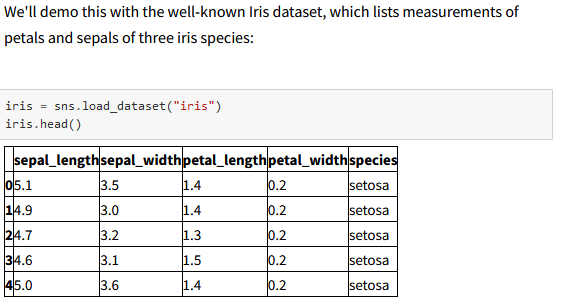 We'll demo this with the well-known Iris dataset, which lists measurements of
petals and sepals of three iris species:
iris = sns.load_dataset("iris")
iris.head()
sepal_length sepal_width petal_length petal_width species
0 5.1 3.5 1.4 0.2 setosa
1 4.9 3.0 1.4 0.2 setosa
2 4.7 3.2 1.3 0.2 setosa
3 4.6 3.1 1.5 0.2 setosa
4 5.0 3.6 1.4 0.2 setosa